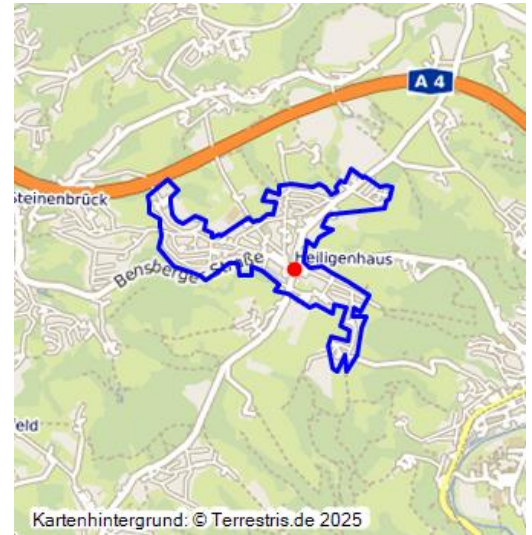 A 4
Steinenbrück
Heiligenhaus
Bensberger Straße
feld
Kartenhintergrund: © Terrestris.de 2025